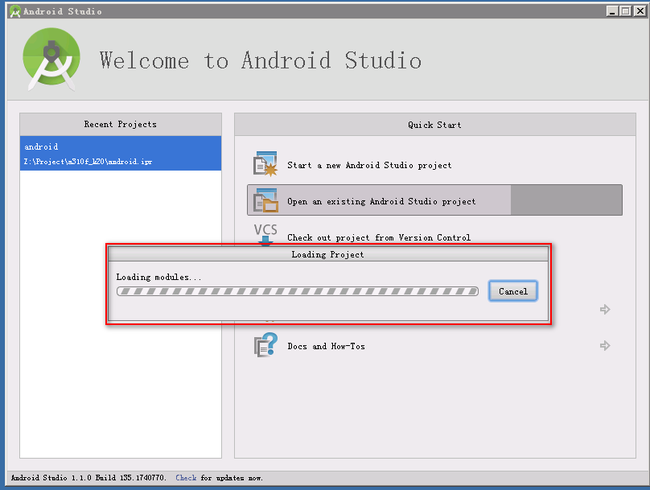 Android Studio
Welcome to Android Studio
Recent Projects
android
Z:\Project\m310f_W20\android.ipr
Quick Start
Start a new Android Studio project
Open an existing Android Studio project
VCS
Check out project from Version Control
Loading Project
Loading modules...
Cancel
Docs and How-Tos
Android Studio 1.1.0 Build 135.1740770. Check for updates now.